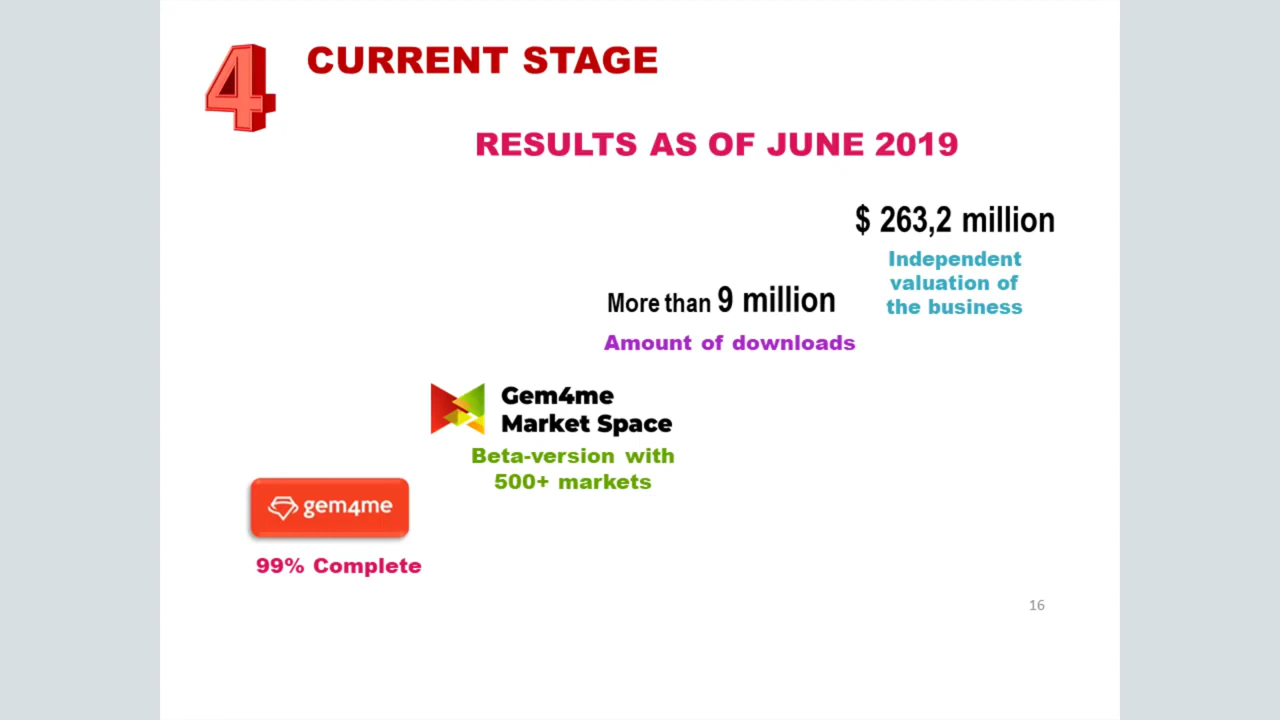 4 CURRENT STAGE
RESULTS AS OF JUNE 2019
$ 263,2 million
Independent
valuation of
the business
More than 9 million
Amount of downloads
Gem4me
Market Space
Beta-version with
500+ markets
gem4me
99% Complete
16